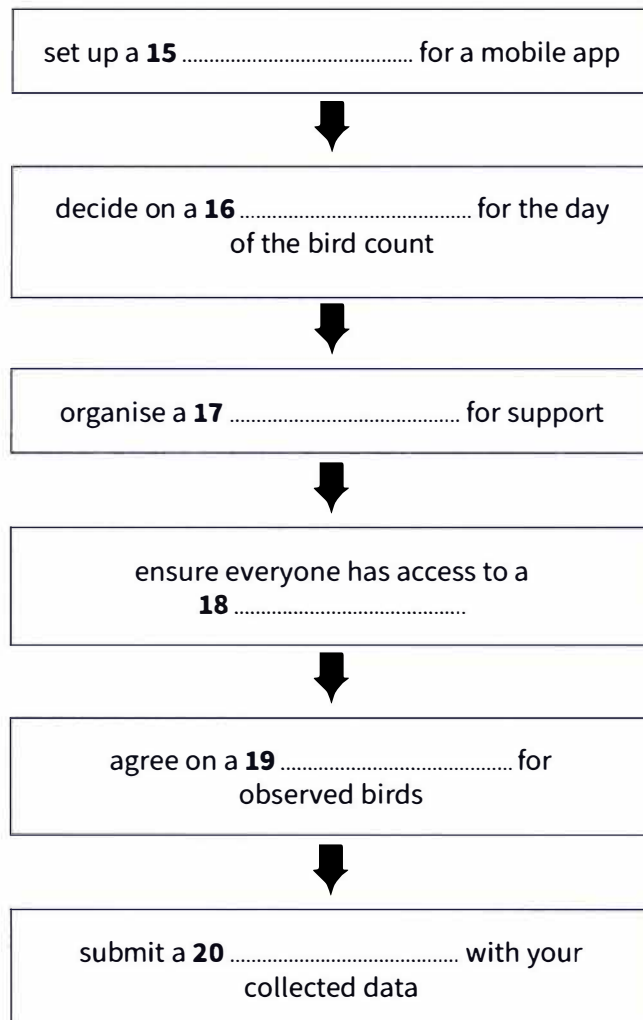 set up a 15 ............................................ for a mobile app
decide on a 16 ............................................ for the day
of the bird count
organise a 17 ............................................ for support
ensure everyone has access to a
18 ............................................
agree on a 19 ............................................ for
observed birds
submit a 20 ............................................ with your
collected data